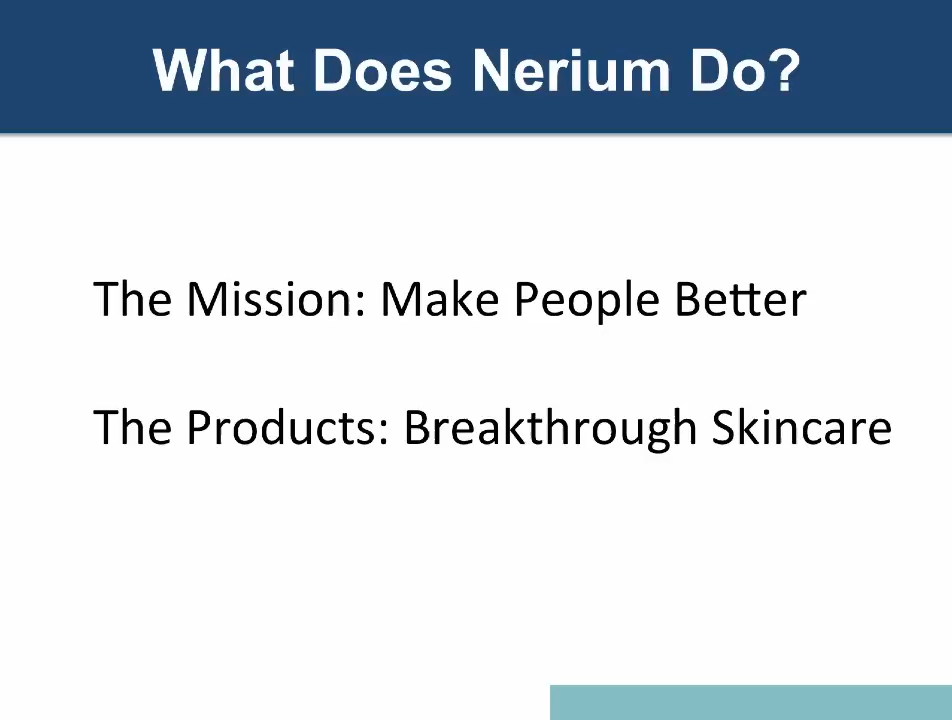 What Does Nerium Do?
The Mission: Make People Better
The Products: Breakthrough Skincare